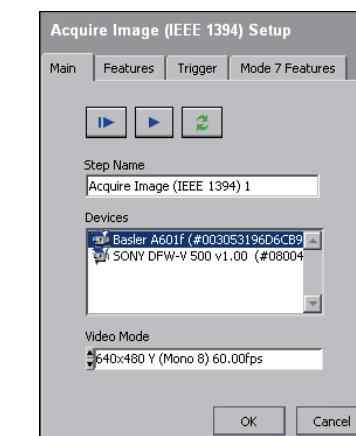 Acquire Image (IEEE 1394) Setup
Main Features Trigger Mode 7 Features
Step Name
Acquire Image (IEEE 1394) 1
Devices
Basler A601f (#003053196D6CB9
SONY DFW-V 500 v1.00 (#08004
Video Mode
640x480 Y (Mono 8) 60.00fps
OK Cancel